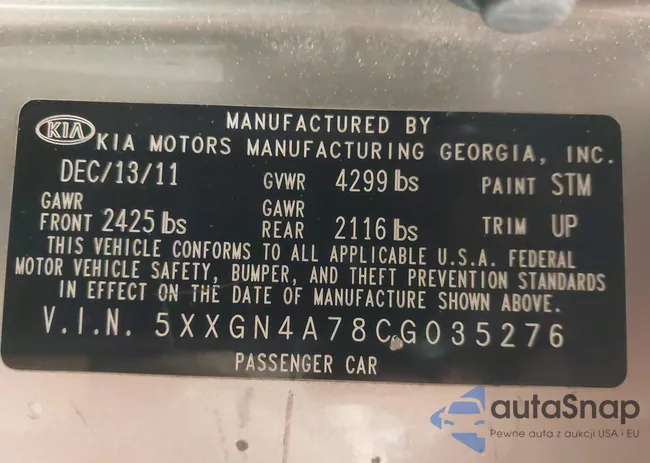 MANUFACTURED BY
KIA KIA MOTORS MANUFACTURING GEORGIA, INC.
DEC/13/11 GVWR 4299 lbs PAINT STM
GAWR FRONT 2425 lbs GAWR REAR 2116 lbs TRIM UP
THIS VEHICLE CONFORMS TO ALL APPLICABLE U.S.A. FEDERAL
MOTOR VEHICLE SAFETY, BUMPER, AND THEFT PREVENTION STANDARDS
IN EFFECT ON THE DATE OF MANUFACTURE SHOWN ABOVE.
V.I.N. 5XXGN4A78CG035276
PASSENGER CAR
autaSnap
Pewne auta z aukcji USA i EU